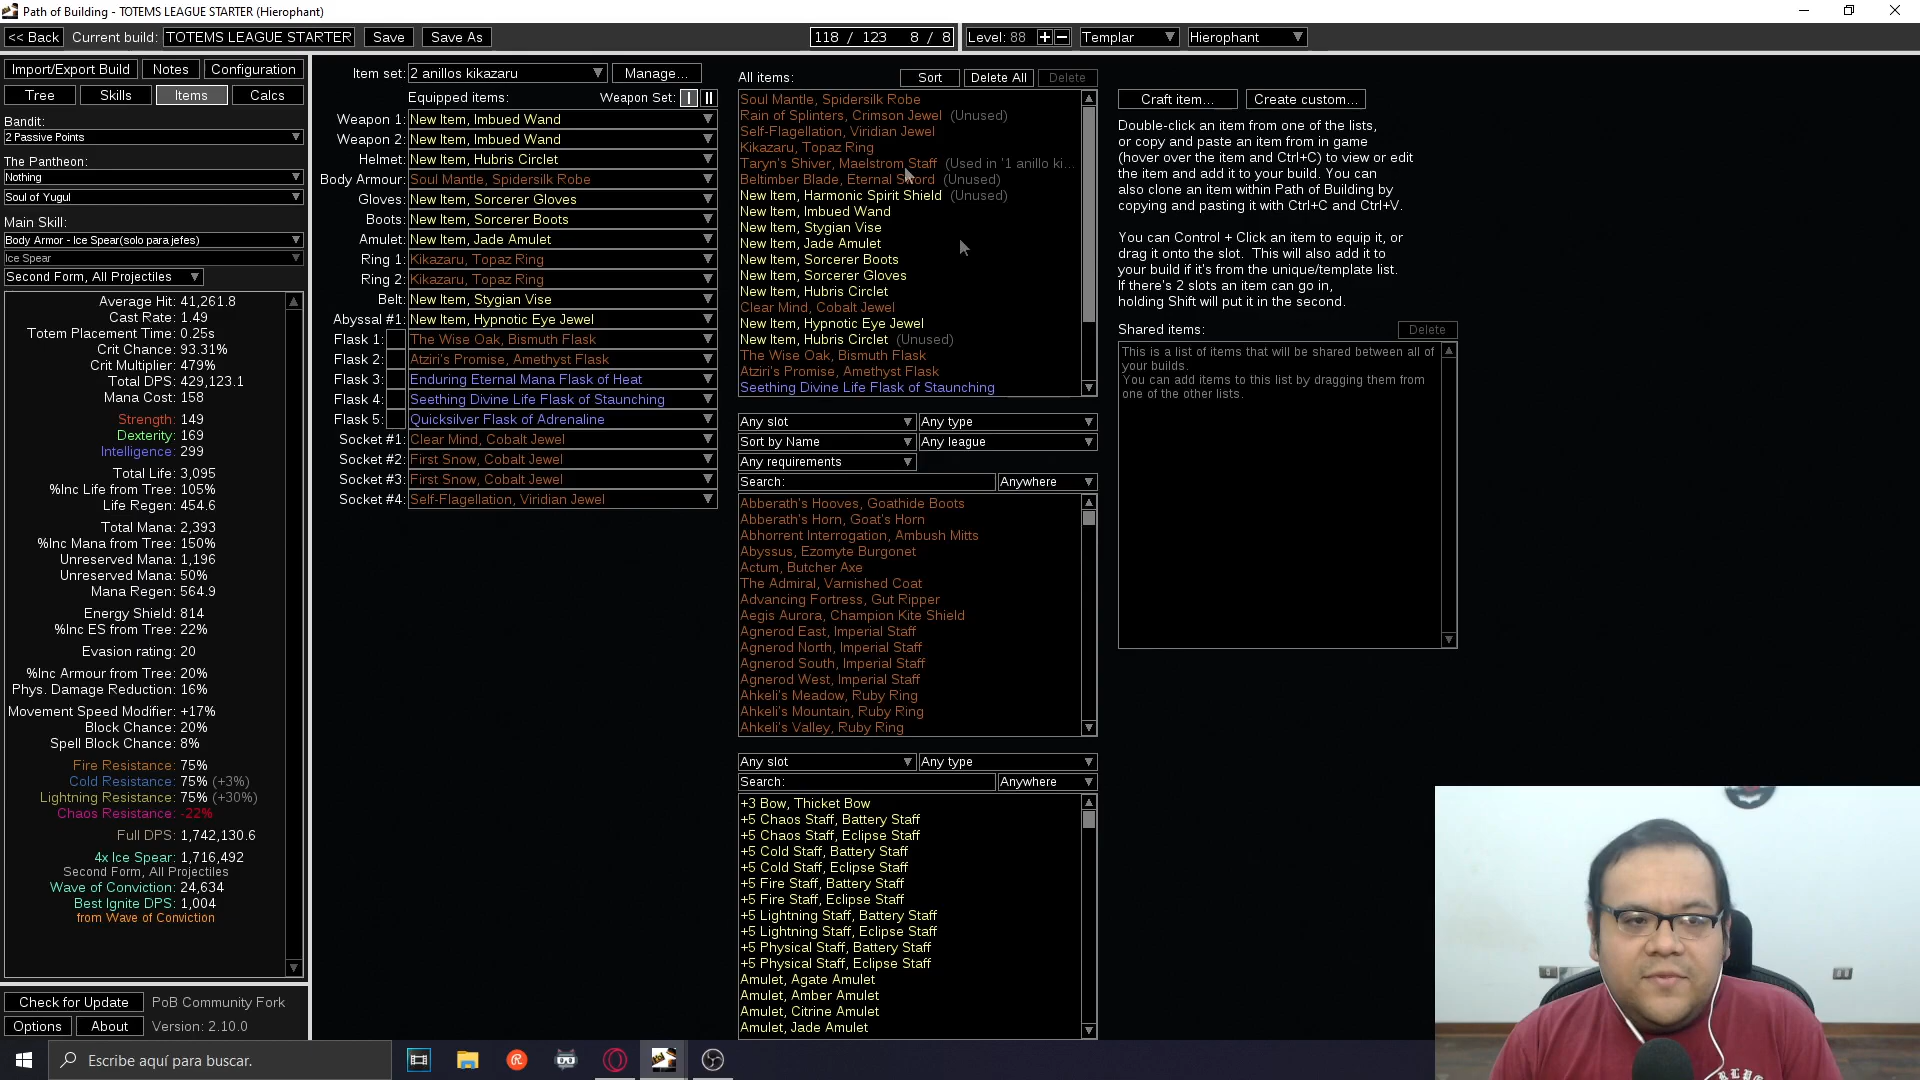 Path of Building - TOTEMS LEAGUE STARTER (Hierophant)
<< Back
Current build:
TOTEMS LEAGUE STARTER
Save
Save As
118 / 123 8 / 8
Level: 88
+
Templar
Hierophant
Import/Export Build
Notes
Configuration
Tree
Skills
Items
Calcs
Bandit:
2 Passive Points
The Pantheon:
Nothing
Soul of Yugul
Main Skill:
Body Armor - Ice Spear(solo para jefes)
Ice Spear
Second Form, All Projectiles
Average Hit: 41,261.8
Cast Rate: 1.49
Totem Placement Time: 0.25s
Crit Chance: 93.31%
Crit Multiplier: 479%
Total DPS: 429,123.1
Mana Cost: 158
Strength: 149
Dexterity: 169
Intelligence: 299
Total Life: 3,095
%Inc Life from Tree: 105%
Life Regen: 454.6
Total Mana: 2,393
%Inc Mana from Tree: 150%
Unreserved Mana: 1,196
Unreserved Mana: 50%
Mana Regen: 564.9
Energy Shield: 814
%Inc ES from Tree: 22%
Evasion rating: 20
%Inc Armour from Tree: 20%
Phys. Damage Reduction: 16%
Movement Speed Modifier: +17%
Block Chance: 20%
Spell Block Chance: 8%
Fire Resistance: 75%
Cold Resistance: 75% (+3%)
Lightning Resistance: 75% (+30%)
Chaos Resistance: -22%
Full DPS: 1,742,130.6
4x Ice Spear: 1,716,492
Second Form, All Projectiles
Wave of Conviction: 24,634
Best Ignite DPS: 1,004
from Wave of Conviction
Check for Update
PoB Community Fork
Options
About
Version: 2.10.0
Item set: 2 anillos kikazaru
Manage...
Equipped items:
Weapon Set: I II
Weapon 1: New Item, Imbued Wand
Weapon 2: New Item, Imbued Wand
Helmet: New Item, Hubris Circlet
Body Armour: Soul Mantle, Spidersilk Robe
Gloves: New Item, Sorcerer Gloves
Boots: New Item, Sorcerer Boots
Amulet: New Item, Jade Amulet
Ring 1: Kikazaru, Topaz Ring
Ring 2: Kikazaru, Topaz Ring
Belt: New Item, Stygian Vise
Abyssal #1: New Item, Hypnotic Eye Jewel
Flask 1: The Wise Oak, Bismuth Flask
Flask 2: Atziri's Promise, Amethyst Flask
Flask 3: Enduring Eternal Mana Flask of Heat
Flask 4: Seething Divine Life Flask of Staunching
Flask 5: Quicksilver Flask of Adrenaline
Socket #1: Clear Mind, Cobalt Jewel
Socket #2: First Snow, Cobalt Jewel
Socket #3: First Snow, Cobalt Jewel
Socket #4: Self-Flagellation, Viridian Jewel
All items:
Sort
Delete All
Delete
Soul Mantle, Spidersilk Robe
Rain of Splinters, Crimson Jewel (Unused)
Self-Flagellation, Viridian Jewel
Kikazaru, Topaz Ring
Taryn's Shiver, Maelstrom Staff (Used in '1 anillo ki...
Beltimber Blade, Eternal Sword (Unused)
New Item, Harmonic Spirit Shield (Unused)
New Item, Imbued Wand
New Item, Stygian Vise
New Item, Jade Amulet
New Item, Sorcerer Boots
New Item, Sorcerer Gloves
New Item, Hubris Circlet
Clear Mind, Cobalt Jewel
New Item, Hypnotic Eye Jewel
New Item, Hubris Circlet (Unused)
The Wise Oak, Bismuth Flask
Atziri's Promise, Amethyst Flask
Seething Divine Life Flask of Staunching
Any slot
Any type
Sort by Name
Any league
Any requirements
Search:
Anywhere
Abberath's Hooves, Goathide Boots
Abberath's Horn, Goat's Horn
Abhorrent Interrogation, Ambush Mitts
Abyssus, Ezomyte Burgonet
Actum, Butcher Axe
The Admiral, Varnished Coat
Advancing Fortress, Gut Ripper
Aegis Aurora, Champion Kite Shield
Agnerod East, Imperial Staff
Agnerod North, Imperial Staff
Agnerod South, Imperial Staff
Agnerod West, Imperial Staff
Ahkeli's Meadow, Ruby Ring
Ahkeli's Mountain, Ruby Ring
Ahkeli's Valley, Ruby Ring
Any slot
Any type
Search:
Anywhere
+3 Bow, Thicket Bow
+5 Chaos Staff, Battery Staff
+5 Chaos Staff, Eclipse Staff
+5 Cold Staff, Battery Staff
+5 Cold Staff, Eclipse Staff
+5 Fire Staff, Battery Staff
+5 Fire Staff, Eclipse Staff
+5 Lightning Staff, Battery Staff
+5 Lightning Staff, Eclipse Staff
+5 Physical Staff, Battery Staff
+5 Physical Staff, Eclipse Staff
Amulet, Agate Amulet
Amulet, Amber Amulet
Amulet, Citrine Amulet
Amulet, Jade Amulet
Craft item...
Create custom...
Double-click an item from one of the lists,
or copy and paste an item from in game
(hover over the item and Ctrl+C) to view or edit
the item and add it to your build. You can
also clone an item within Path of Building by
copying and pasting it with Ctrl+C and Ctrl+V.
You can Control + Click an item to equip it, or
drag it onto the slot. This will also add it to
your build if it's from the unique/template list.
If there's 2 slots an item can go in,
holding Shift will put it in the second.
Shared items:
Delete
This is a list of items that will be shared between all of
your builds.
You can add items to this list by dragging them from
one of the other lists.
Escribe aquí para buscar.